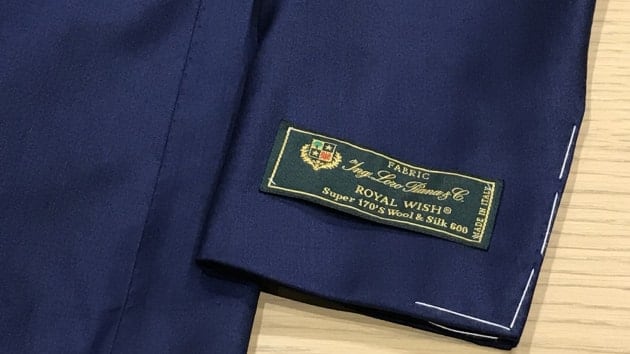 FABRIC
Ing. Loro Piana & C.
ROYAL WISH®
Super 170'S Wool & Silk 600
MADE IN ITALY